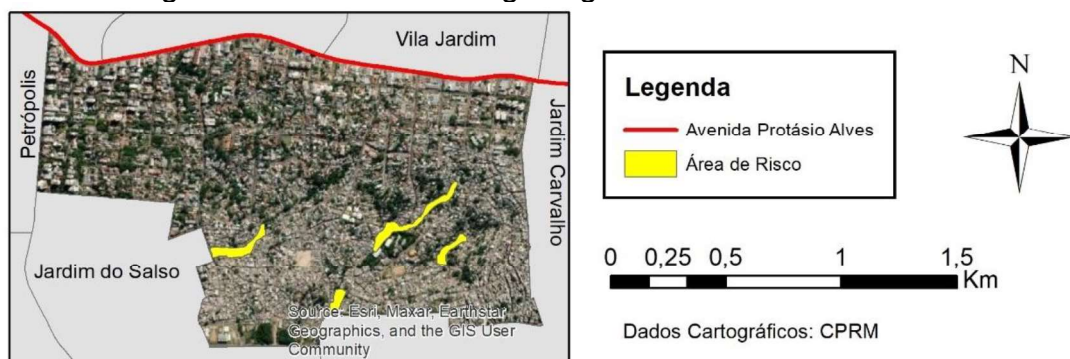 Vila Jardim
Petrópolis
Jardim Carvalho
Jardim do Salso
Source: Esri, Maxar, Earthstar
Geographics, and the GIS User
Community
Legenda
Avenida Protásio Alves
Área de Risco
N
0 0,25 0,5 1 1,5
Km
Dados Cartográficos: CPRM